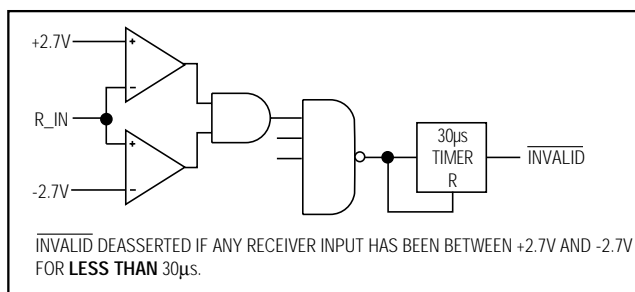 +2.7V
+
-
R_IN
+
-2.7V
-
30µs
TIMER
R
INVALID
INVALID DEASSERTED IF ANY RECEIVER INPUT HAS BEEN BETWEEN +2.7V AND -2.7V
FOR LESS THAN 30µs.